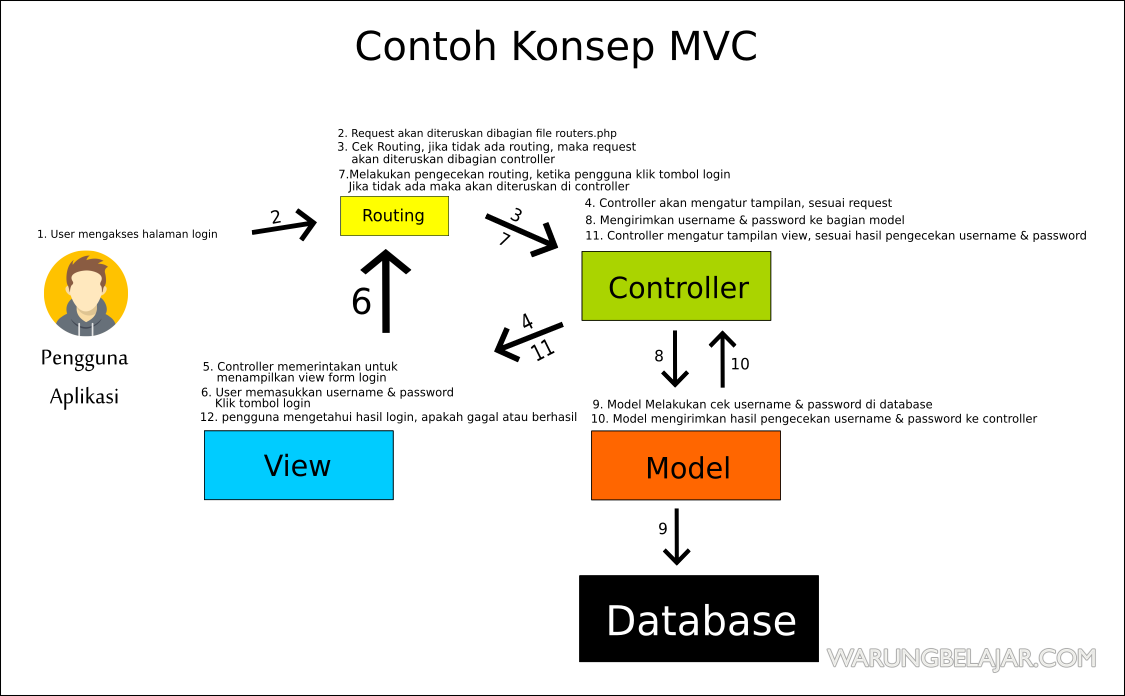 Contoh Konsep MVC
2. Request akan diteruskan dibagian file routers.php
3. Cek Routing, jika tidak ada routing, maka request
akan diteruskan dibagian controller
7.Melakukan pengecekan routing, ketika pengguna klik tombol login
Jika tidak ada maka akan diteruskan di controller
Routing
2
3
7
1. User mengakses halaman login
4. Controller akan mengatur tampilan, sesuai request
8. Mengirimkan username & password ke bagian model
11. Controller mengatur tampilan view, sesuai hasil pengecekan username & password
Controller
6
4
11
8
10
Pengguna
Aplikasi
5. Controller memerintakan untuk
menampilkan view form login
6. User memasukkan username & password
Klik tombol login
12. pengguna mengetahui hasil login, apakah gagal atau berhasil
View
9. Model Melakukan cek username & password di database
10. Model mengirimkan hasil pengecekan username & password ke controller
Model
9
Database
WARUNGBELAJAR.COM